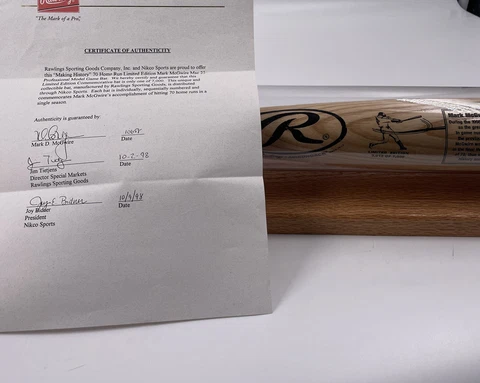 Rawlings
"The Mark of a Pro."
CERTIFICATE OF AUTHENTICITY
Rawlings Sporting Goods Company, Inc. and Nikco Sports are proud to offer
this "Making History" 70 Home Run Limited Edition Mark McGwire
Professional Model Game Bat. We hereby certify and guarantee that this
Limited Edition Commemorative bat is only one of 7,000. This unique and
collectible bat, manufactured by Rawlings Sporting Goods, is distributed
through Nikco Sports. Each bat is individually, sequentially numbered and
commemorates Mark McGwire's accomplishment of hitting 70 home runs in a
single season.
Authenticity is guaranteed by:
Mark D. McGwire Date
10-2-98
Jim Turjens Date
Director Special Markets
Rawlings Sporting Goods
10/9/98
Joy Bidner Date
President
Nikco Sports
R
Mark McGw